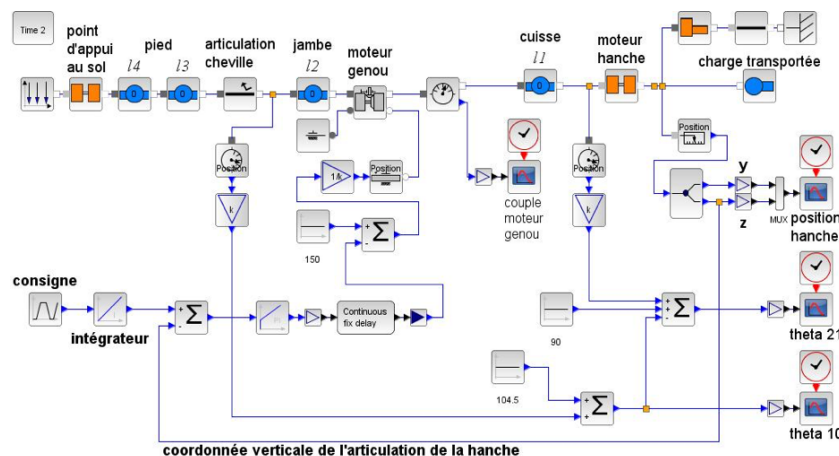 Time 2
point
d'appui
au sol
pied
l4
l3
articulation
cheville
jambe
l2
moteur
genou
cuisse
l1
moteur
hanche
charge transportée
Position
Position
Position
Position
k
k
1/k
150
Σ
couple
moteur
genou
y
z
MUX
position
hanche
consigne
intégrateur
Σ
Continuous
fix delay
90
Σ
theta 21
104.5
Σ
theta 10
coordonnée verticale de l'articulation de la hanche